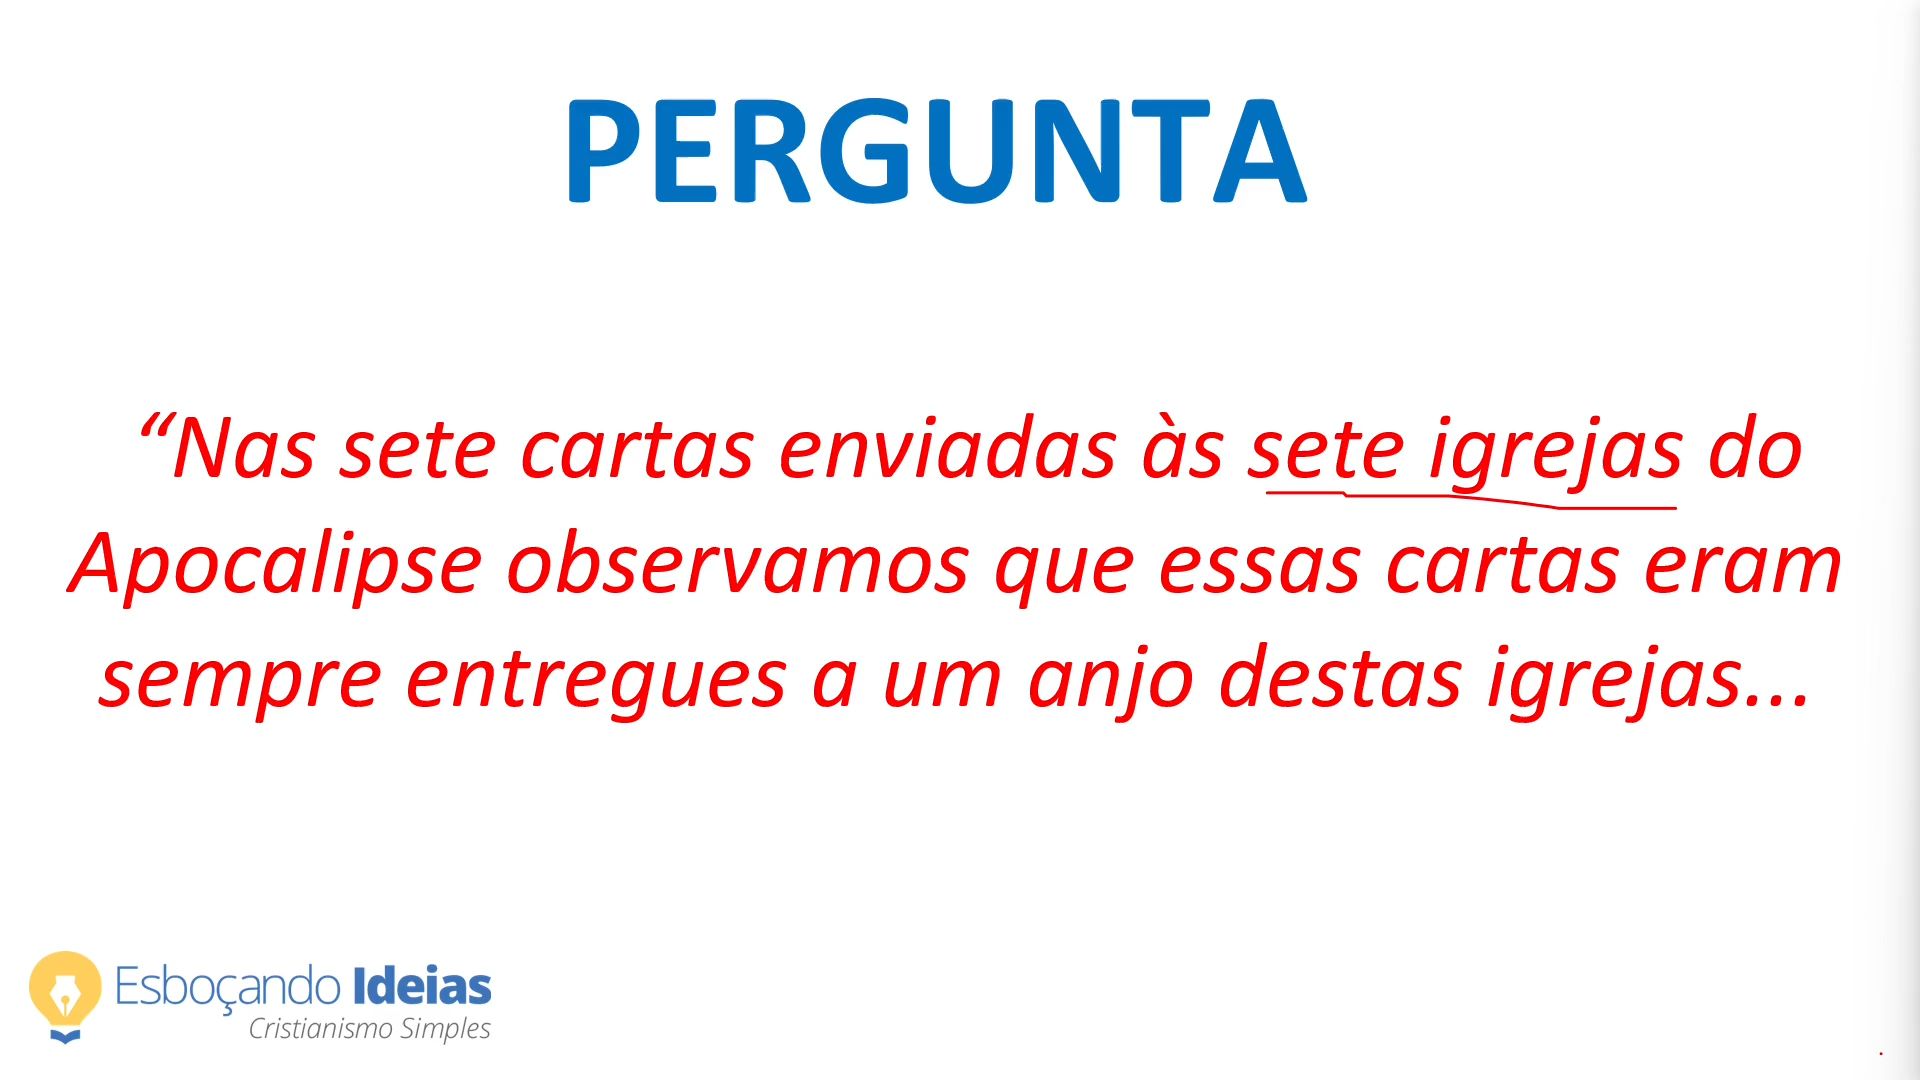 PERGUNTA
“Nas sete cartas enviadas às sete igrejas do
Apocalipse observamos que essas cartas eram
sempre entregues a um anjo destas igrejas...
Esboçando Ideias
Cristianismo Simples